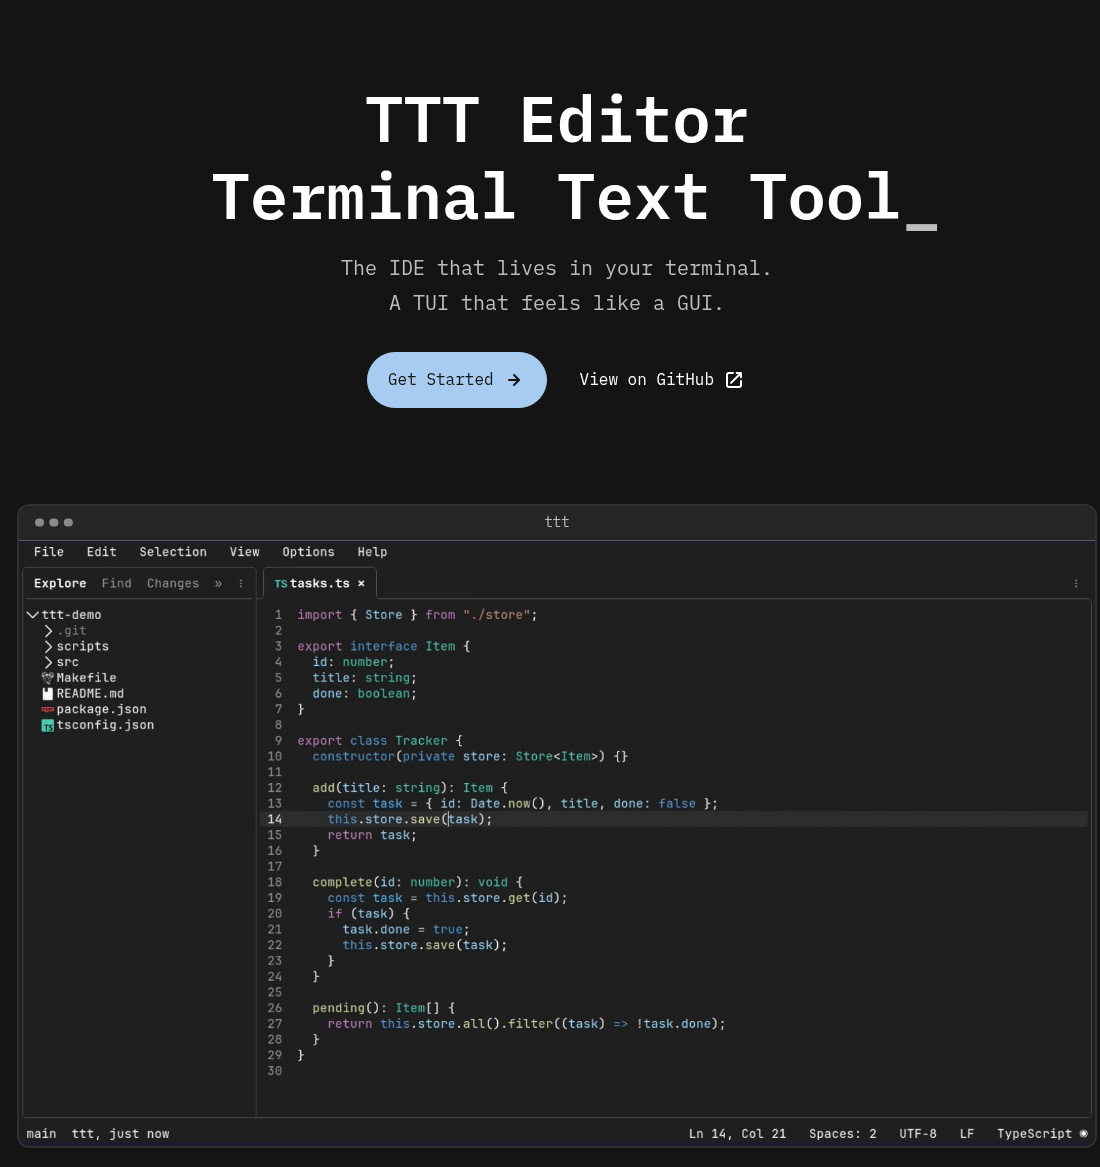 TTT Editor
Terminal Text Tool_
The IDE that lives in your terminal.
A TUI that feels like a GUI.
Get Started → View on GitHub
ttt
File Edit Selection View Options Help
Explore Find Changes » ⋮
TS tasks.ts × ⋮
ttt-demo
.git
scripts
src
Makefile
README.md
package.json
TS tsconfig.json
1 import { Store } from "./store";
2
3 export interface Item {
4   id: number;
5   title: string;
6   done: boolean;
7 }
8
9 export class Tracker {
10   constructor(private store: Store<Item>) {}
11
12   add(title: string): Item {
13     const task = { id: Date.now(), title, done: false };
14     this.store.save(task);
15     return task;
16   }
17
18   complete(id: number): void {
19     const task = this.store.get(id);
20     if (task) {
21       task.done = true;
22       this.store.save(task);
23     }
24   }
25
26   pending(): Item[] {
27     return this.store.all().filter((task) => !task.done);
28   }
29 }
30
main ttt, just now Ln 14, Col 21 Spaces: 2 UTF-8 LF TypeScript ◉